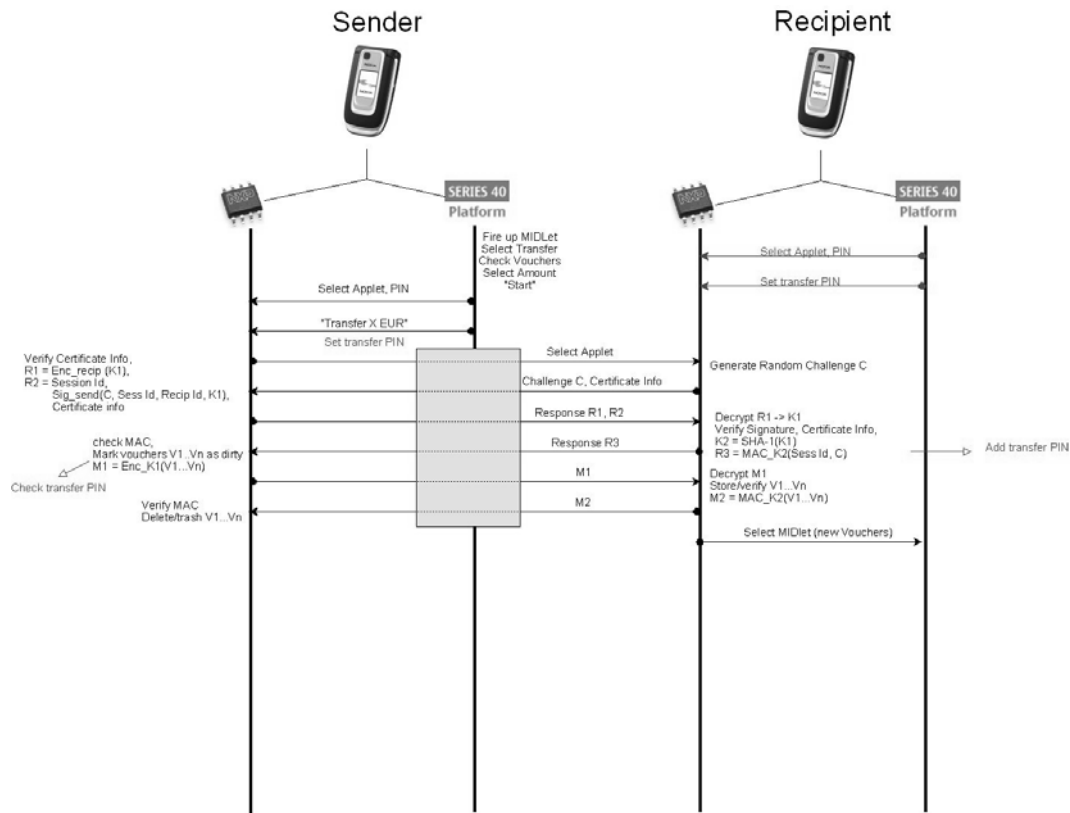 Sender
Recipient
NXP
SERIES 40
Platform
NXP
SERIES 40
Platform
Fire up MIDLet
Select Transfer
Check Vouchers
Select Amount
"Start"
Select Applet, PIN
Set transfer PIN
Select Applet, PIN
"Transfer X EUR"
Set transfer PIN
Select Applet
Generate Random Challenge C
Verify Certificate Info,
R1 = Enc_recip (K1),
R2 = Session Id,
Sig_send(C, Sess Id, Recip Id, K1),
Certificate info
Challenge C, Certificate Info
Response R1, R2
Decrypt R1 -> K1
Verify Signature, Certificate Info,
K2 = SHA-1(K1)
R3 = MAC_K2(Sess Id, C)
Add transfer PIN
Response R3
check MAC,
Mark vouchers V1..Vn as dirty
M1 = Enc_K1(V1...Vn)
Check transfer PIN
M1
Decrypt M1
Store/verify V1...Vn
M2 = MAC_K2(V1...Vn)
M2
Verify MAC
Delete/trash V1...Vn
Select MIDlet (new Vouchers)